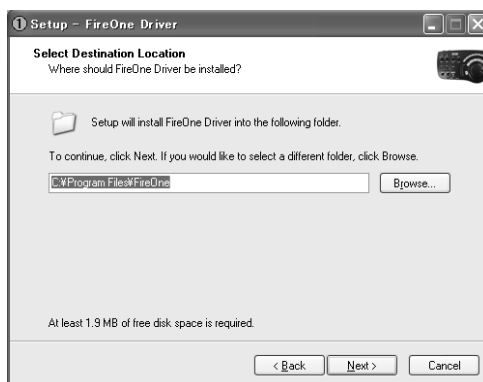 Setup - FireOne Driver
Select Destination Location
Where should FireOne Driver be installed?
Setup will install FireOne Driver into the following folder.
To continue, click Next. If you would like to select a different folder, click Browse.
C:¥Program Files¥FireOne
Browse...
At least 1.9 MB of free disk space is required.
< Back
Next >
Cancel